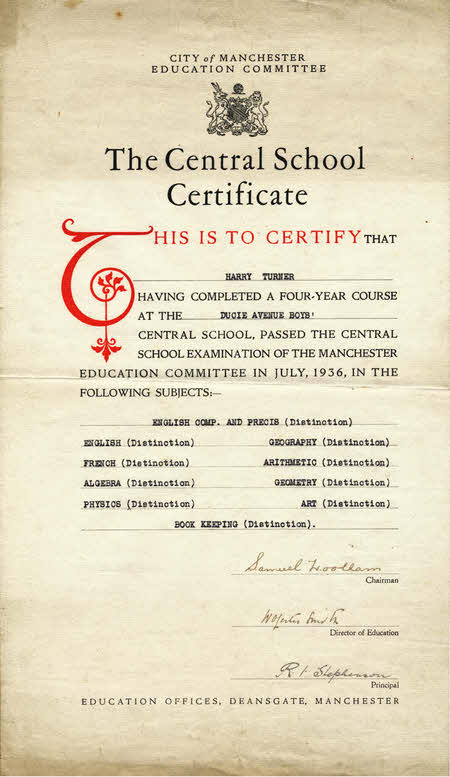 CITY of MANCHESTER
EDUCATION COMMITTEE
The Central School
Certificate
THIS IS TO CERTIFY THAT
HARRY TURNER
HAVING COMPLETED A FOUR-YEAR COURSE
AT THE DUCIE AVENUE BOYS'
CENTRAL SCHOOL, PASSED THE CENTRAL
SCHOOL EXAMINATION OF THE MANCHESTER
EDUCATION COMMITTEE IN JULY, 1936, IN THE
FOLLOWING SUBJECTS:—
ENGLISH COMP. AND PRECIS (Distinction)
ENGLISH (Distinction) GEOGRAPHY (Distinction)
FRENCH (Distinction) ARITHMETIC (Distinction)
ALGEBRA (Distinction) GEOMETRY (Distinction)
PHYSICS (Distinction) ART (Distinction)
BOOK KEEPING (Distinction).
Samuel Woollam
Chairman
Director of Education
Stephenson
Principal
EDUCATION OFFICES, DEANSGATE, MANCHESTER